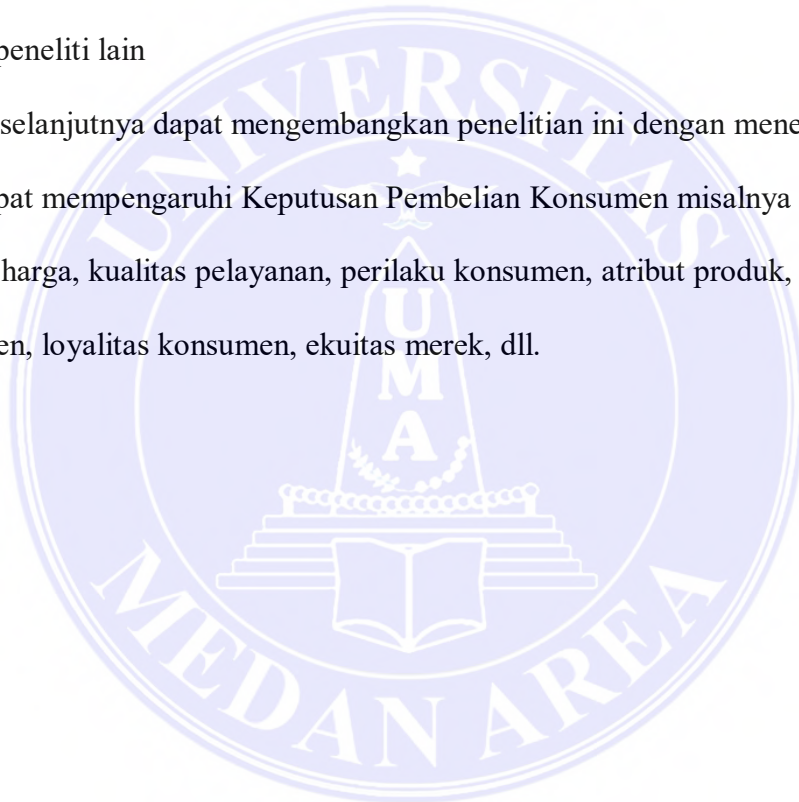 peneliti lain
selanjutnya dapat mengembangkan penelitian ini dengan mene
pat mempengaruhi Keputusan Pembelian Konsumen misalnya
harga, kualitas pelayanan, perilaku konsumen, atribut produk,
en, loyalitas konsumen, ekuitas merek, dll.
UNIVERSITAS
UMA
MEDAN AREA